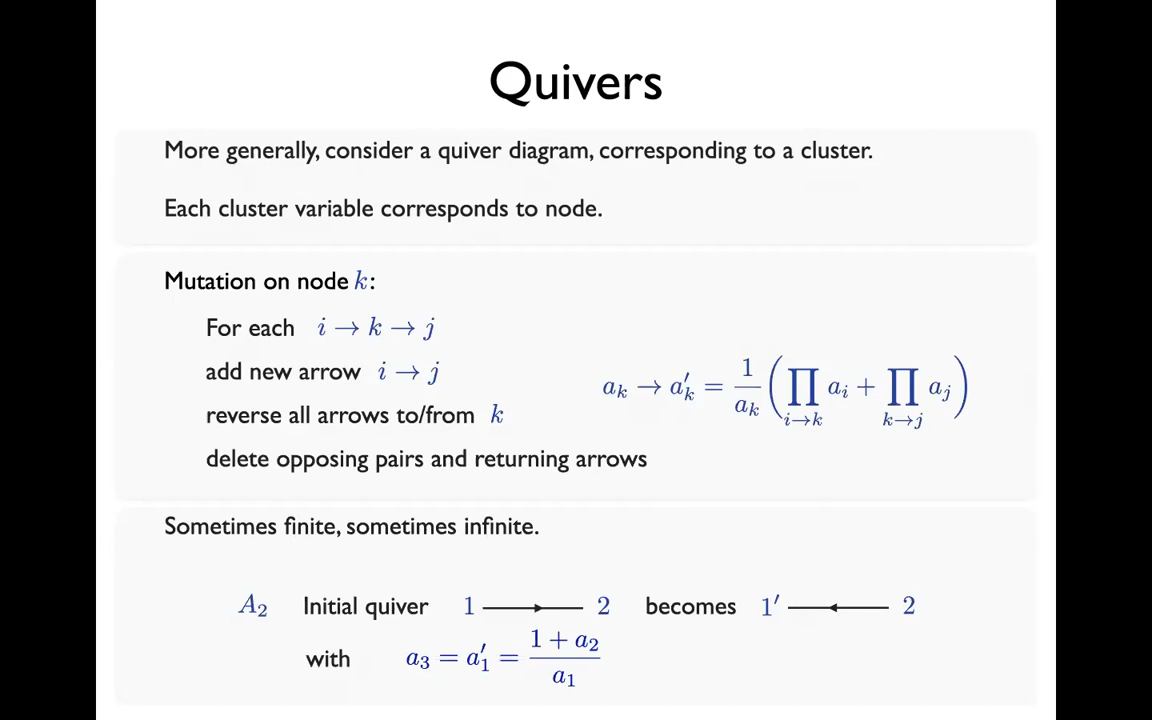 Quivers
More generally, consider a quiver diagram, corresponding to a cluster.
Each cluster variable corresponds to node.
Mutation on node k:
For each i → k → j
add new arrow i → j
reverse all arrows to/from k
delete opposing pairs and returning arrows
a_k → a'_k = \frac{1}{a_k} ( ∏_{i→k} a_i + ∏_{k→j} a_j )
Sometimes finite, sometimes infinite.
A_2 Initial quiver 1 → 2 becomes 1′ ← 2
with a_3 = a'_1 = \frac{1 + a_2}{a_1}